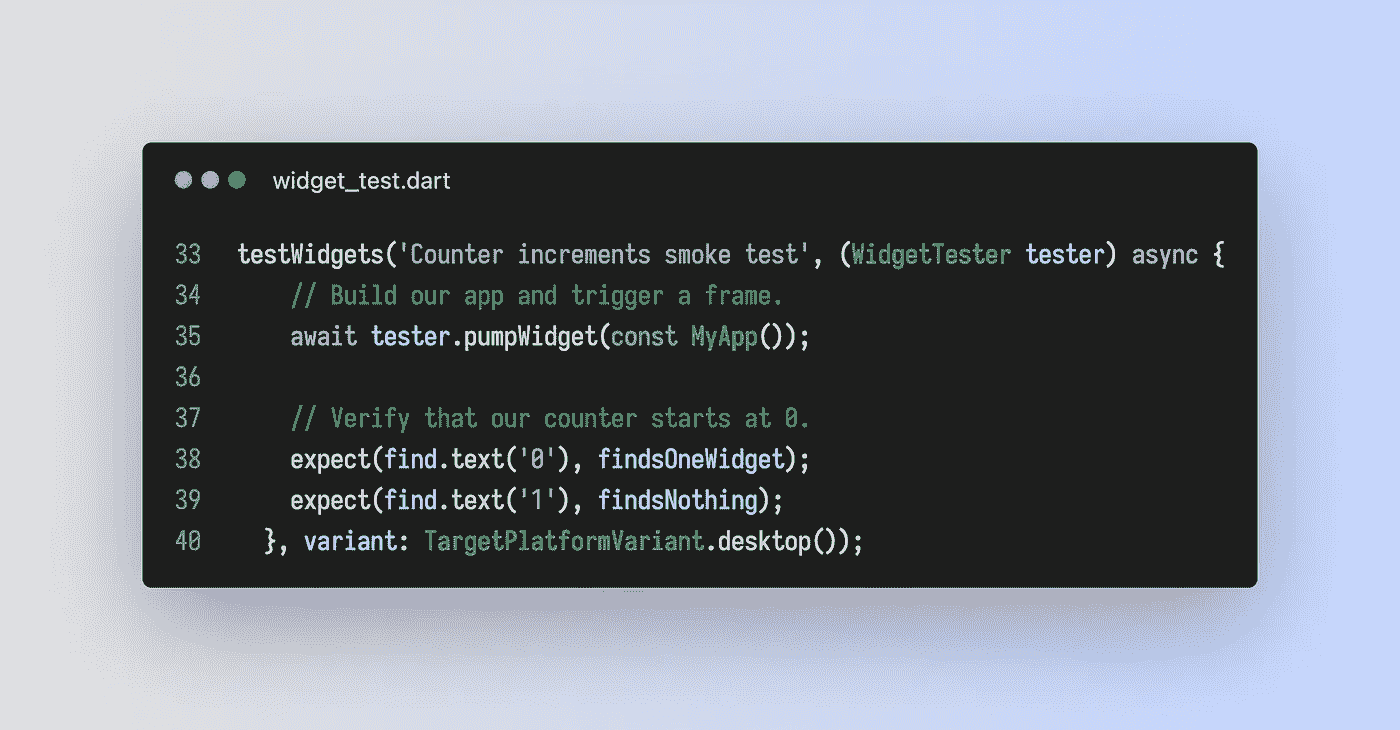 widget_test.dart
33 testWidgets('Counter increments smoke test', (WidgetTester tester) async {
34 // Build our app and trigger a frame.
35 await tester.pumpWidget(const MyApp());
36
37 // Verify that our counter starts at 0.
38 expect(find.text('0'), findsOneWidget);
39 expect(find.text('1'), findsNothing);
40 }, variant: TargetPlatformVariant.desktop());